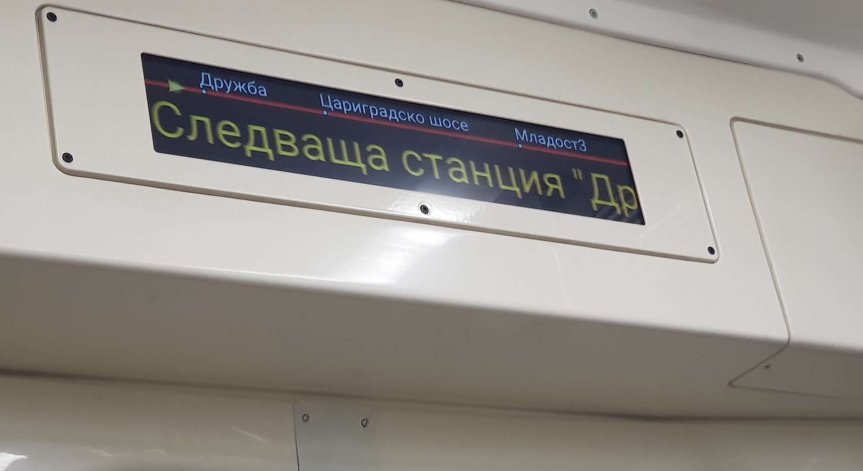 Дружба
Цариградско шосе
Младост3
Следваща станция " Др